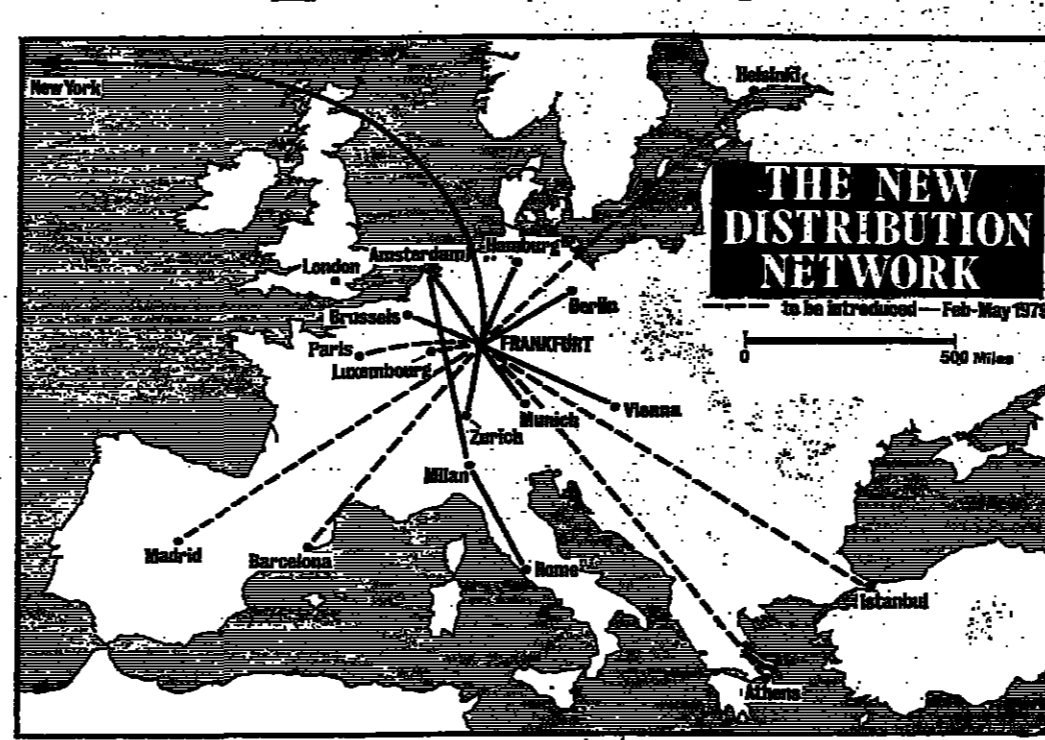 New York
Helsinki
THE NEW
DISTRIBUTION
NETWORK
to be introduced—Feb-May 1979
0 500 Miles
Hamburg
Amsterdam
London
Berlin
Brussels
FRANKFURT
Paris
Luxembourg
Vienna
Munich
Zurich
Milan
Madrid
Barcelona
Rome
Istanbul
Athens